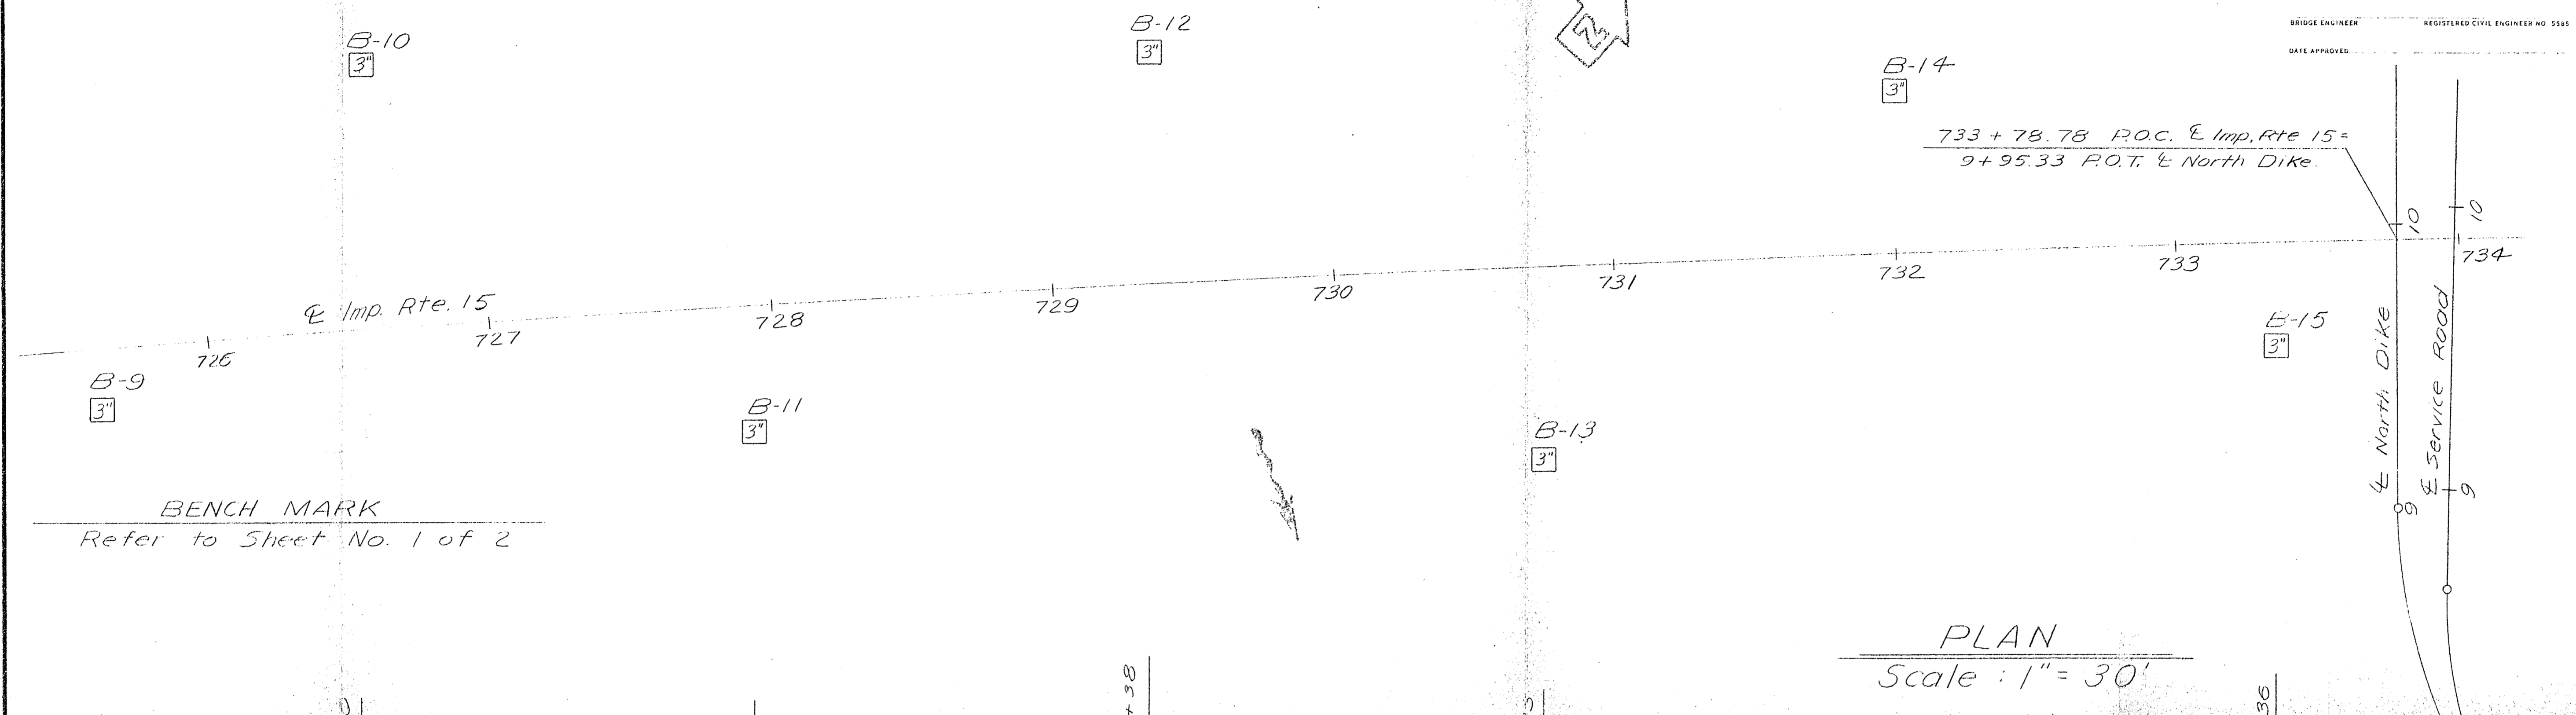 BRIDGE ENGINEER
REGISTERED CIVIL ENGINEER NO 5585
DATE APPROVED
B-10
3"
B-12
3"
N
B-14
3"
733 + 78.78 P.O.C. ℄ Imp. Rte 15 =
9+95.33 P.O.T. ℄ North Dike.
10
10
℄ Imp. Rte. 15
726
727
728
729
730
731
732
733
734
B-9
3"
B-11
3"
B-13
3"
B-15
3"
℄ North Dike
℄ Service Road
9
9
BENCH MARK
Refer to Sheet No. 1 of 2
PLAN
Scale : 1" = 30'
+38
36